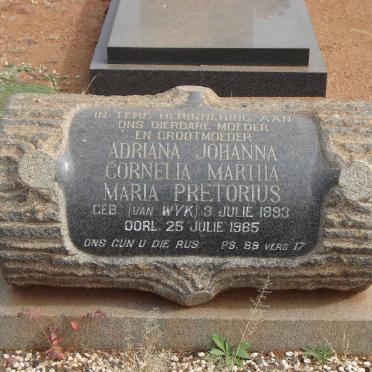 IN TERE HERINNERING AAN
ONS DIERBARE MOEDER
EN GROOTMOEDER
ADRIANA JOHANNA
CORNELIA MARTHA
MARIA PRETORIUS
GEB. (VAN WYK) 3 JULIE 1893
OORL. 25 JULIE 1965
ONS GUN U DIE RUS PS. 89 VERS 17